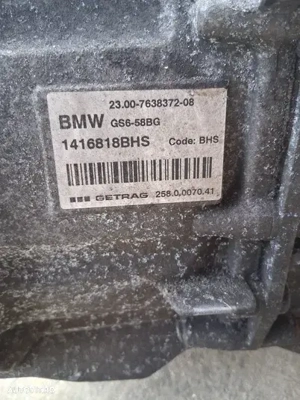 23.00-7638372-08
BMW GS6-58BG
1416818BHS Code: BHS
GETRAG 258.0.0070.41